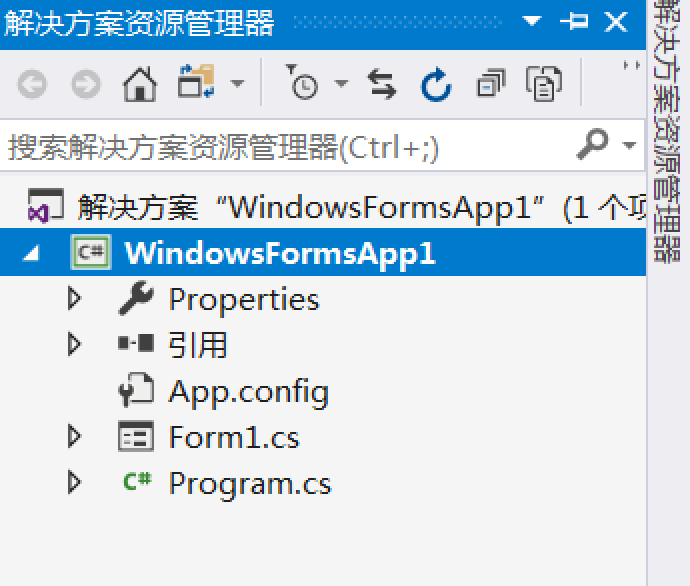 解决方案资源管理器
搜索解决方案资源管理器(Ctrl+;)
解决方案 “WindowsFormsApp1” (1 个项
C# WindowsFormsApp1
Properties
引用
App.config
Form1.cs
C# Program.cs
解决方案资源管理器